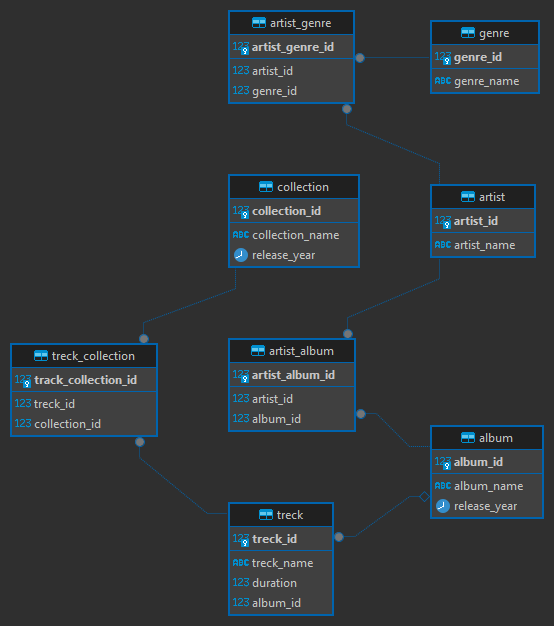 artist_genre
123 artist_genre_id
123 artist_id
123 genre_id
genre
123 genre_id
ABC genre_name
collection
123 collection_id
ABC collection_name
release_year
artist
123 artist_id
ABC artist_name
treck_collection
123 track_collection_id
123 treck_id
123 collection_id
artist_album
123 artist_album_id
123 artist_id
123 album_id
album
123 album_id
ABC album_name
release_year
treck
123 treck_id
ABC treck_name
123 duration
123 album_id